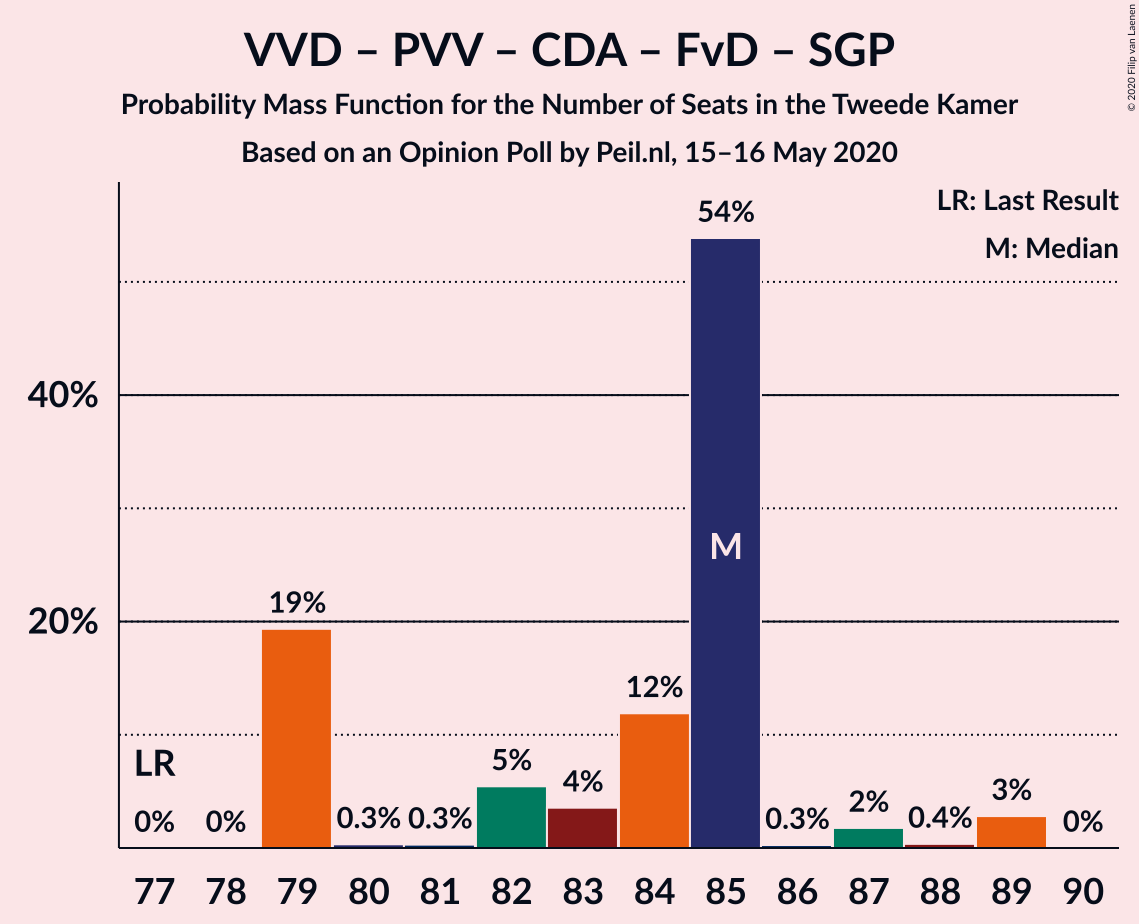 VVD – PVV – CDA – FvD – SGP
Probability Mass Function for the Number of Seats in the Tweede Kamer
Based on an Opinion Poll by Peil.nl, 15–16 May 2020
© 2020 Filip van Laenen
LR: Last Result
M: Median
54%
40%
M
19%
20%
12%
LR
5%
4%
3%
2%
0%
0%
0.3%
0.3%
0.3%
0.4%
0%
77 78 79 80 81 82 83 84 85 86 87 88 89 90